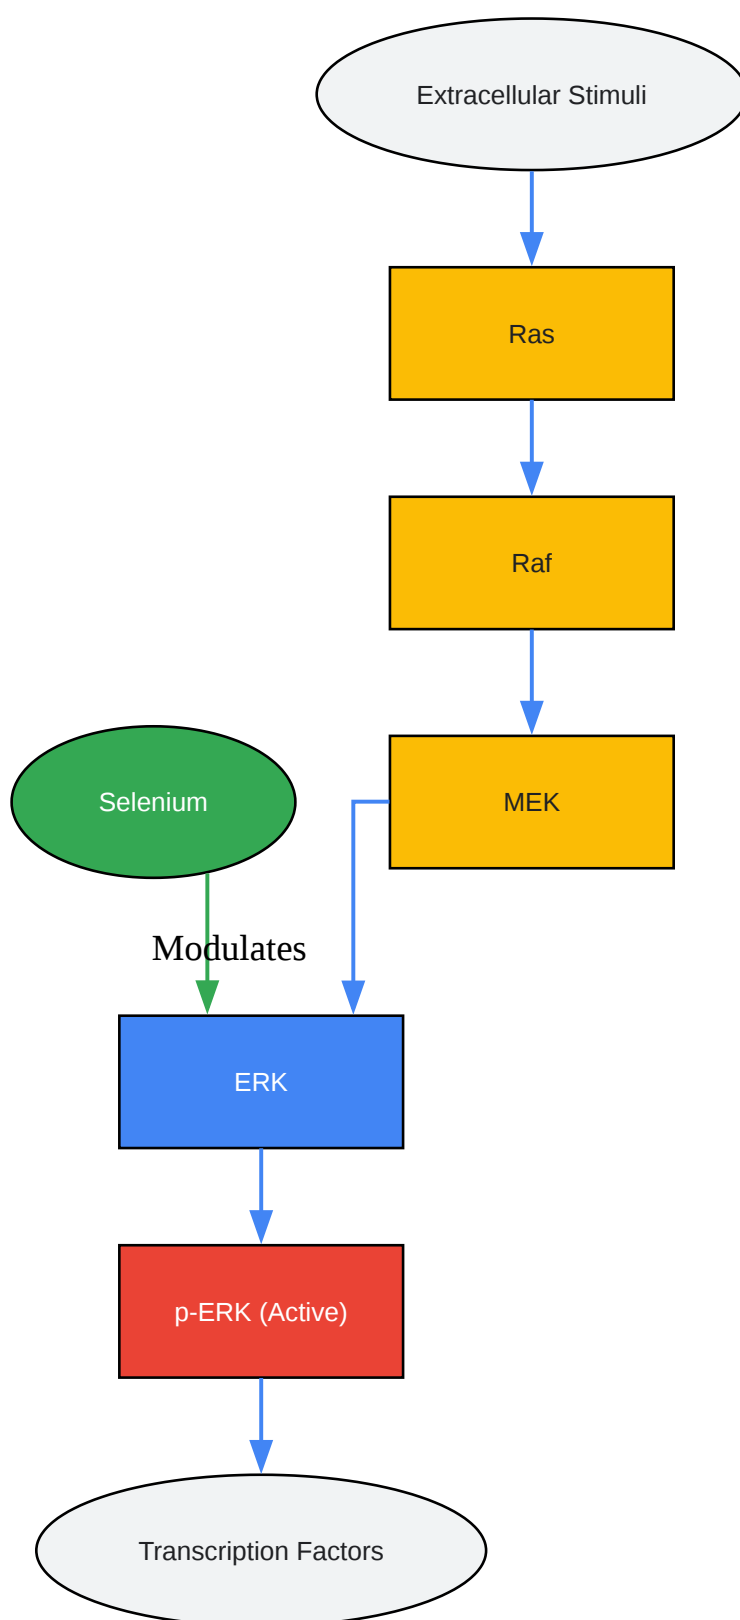 Extracellular Stimuli
Ras
Raf
Selenium
MEK
Modulates
ERK
p-ERK (Active)
Transcription Factors